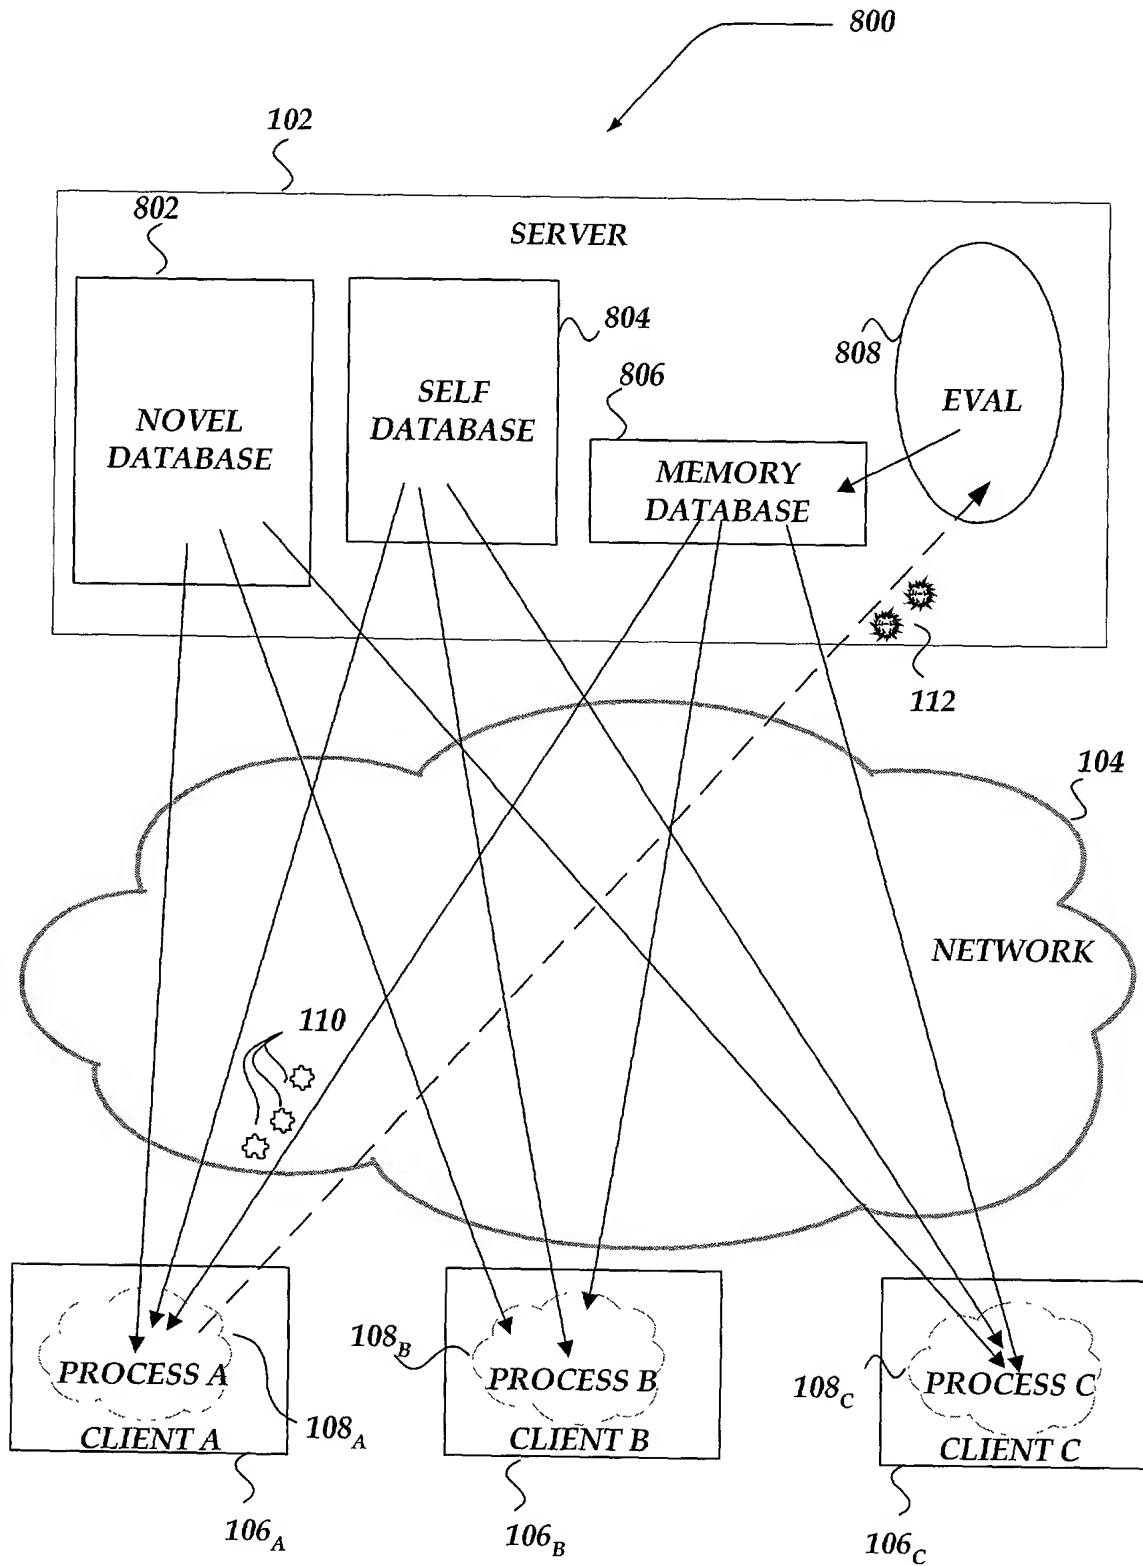 800
102
802
SERVER
804
808
806
SELF
DATABASE
EVAL
NOVEL
DATABASE
MEMORY
DATABASE
112
104
NETWORK
110
108B
PROCESS A
PROCESS B
108C
PROCESS C
108A
CLIENT A
CLIENT B
CLIENT C
106A
106B
106C